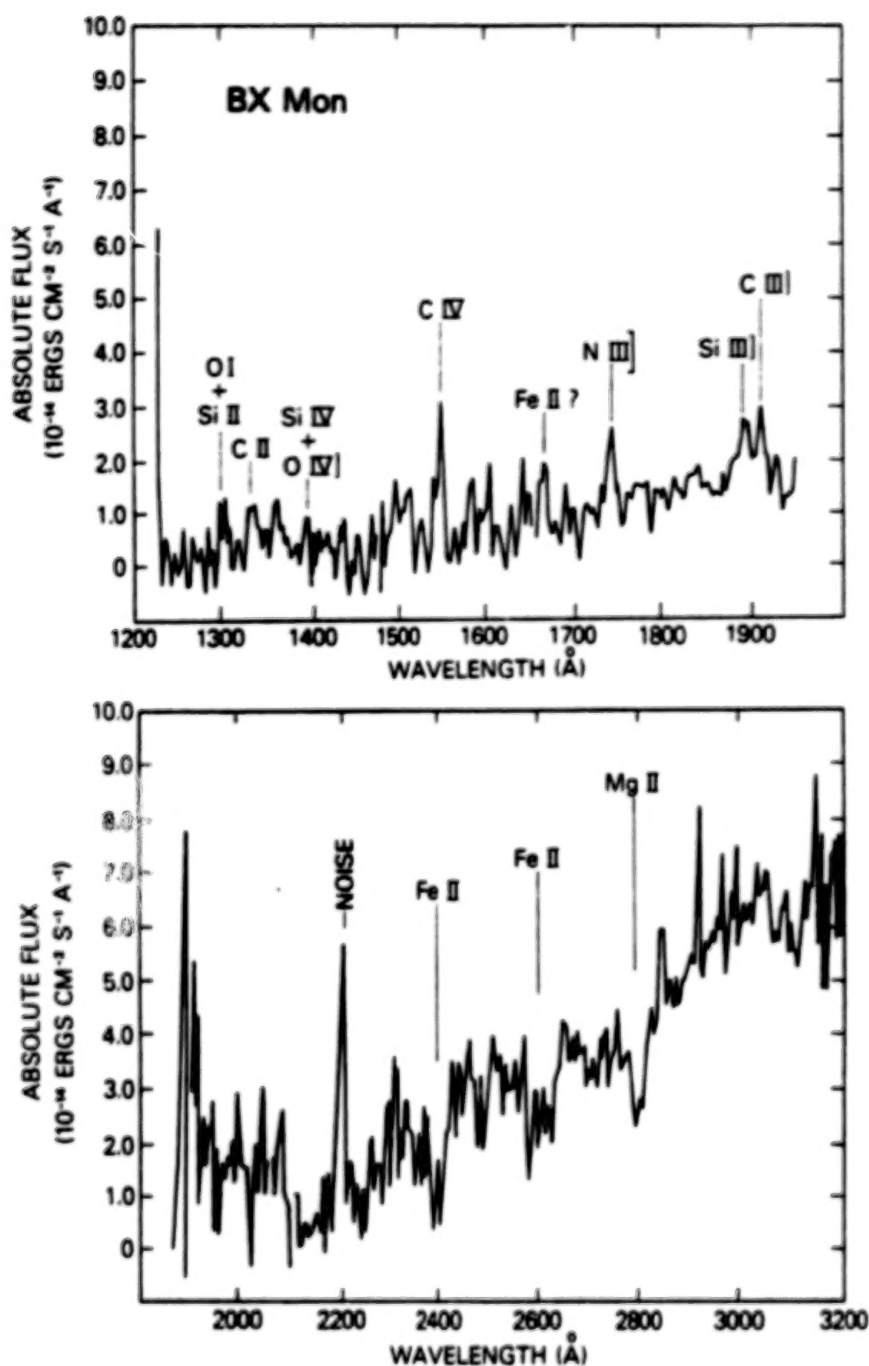 BX Mon
10.0
9.0
8.0
7.0
6.0
5.0
4.0
3.0
2.0
1.0
0
ABSOLUTE FLUX
(10⁻¹⁴ ERGS CM⁻² S⁻¹ A⁻¹)
O I
+
Si II
C II
Si IV
+
O IV]
C IV
Fe II ?
N III]
Si III]
C III]
1200 1300 1400 1500 1600 1700 1800 1900
WAVELENGTH (Å)
10.0
9.0
8.0
7.0
6.0
5.0
4.0
3.0
2.0
1.0
0
ABSOLUTE FLUX
(10⁻¹⁴ ERGS CM⁻² S⁻¹ A⁻¹)
NOISE
Fe II
Fe II
Mg II
2000 2200 2400 2600 2800 3000 3200
WAVELENGTH (Å)